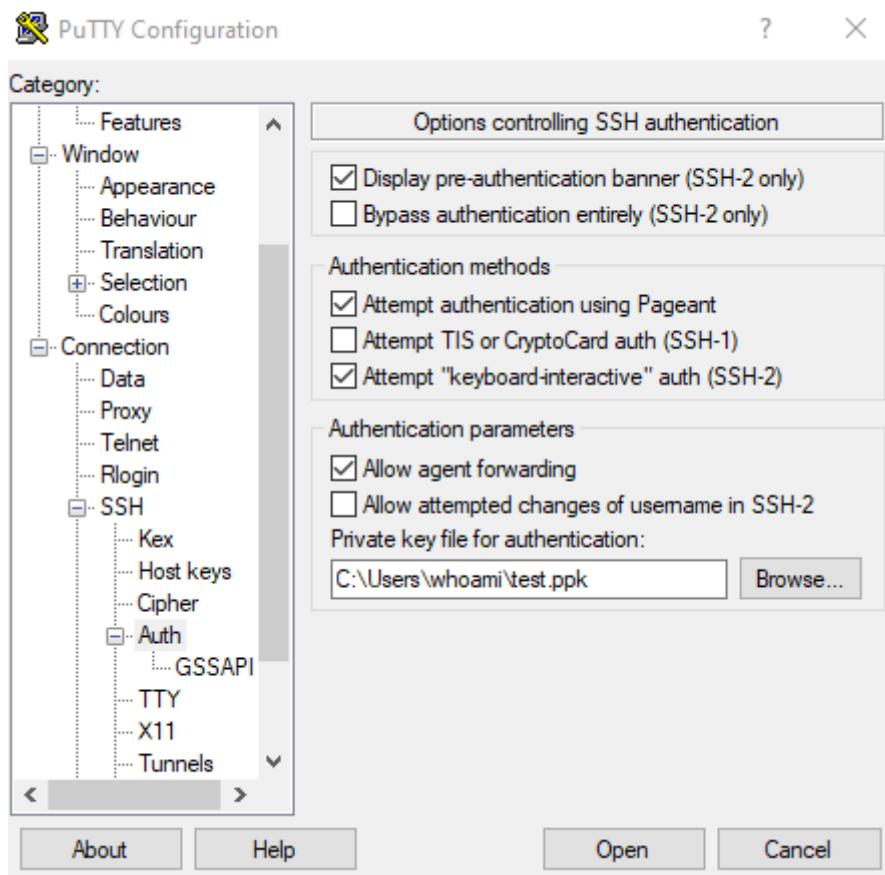 PuTTY Configuration
?
Category:
Features
Window
Appearance
Behaviour
Translation
Selection
Colours
Connection
Data
Proxy
Telnet
Rlogin
SSH
Kex
Host keys
Cipher
Auth
GSSAPI
TTY
X11
Tunnels
Options controlling SSH authentication
Display pre-authentication banner (SSH-2 only)
Bypass authentication entirely (SSH-2 only)
Authentication methods
Attempt authentication using Pageant
Attempt TIS or CryptoCard auth (SSH-1)
Attempt "keyboard-interactive" auth (SSH-2)
Authentication parameters
Allow agent forwarding
Allow attempted changes of username in SSH-2
Private key file for authentication:
C:\Users\whoami\test.ppk
Browse...
About
Help
Open
Cancel